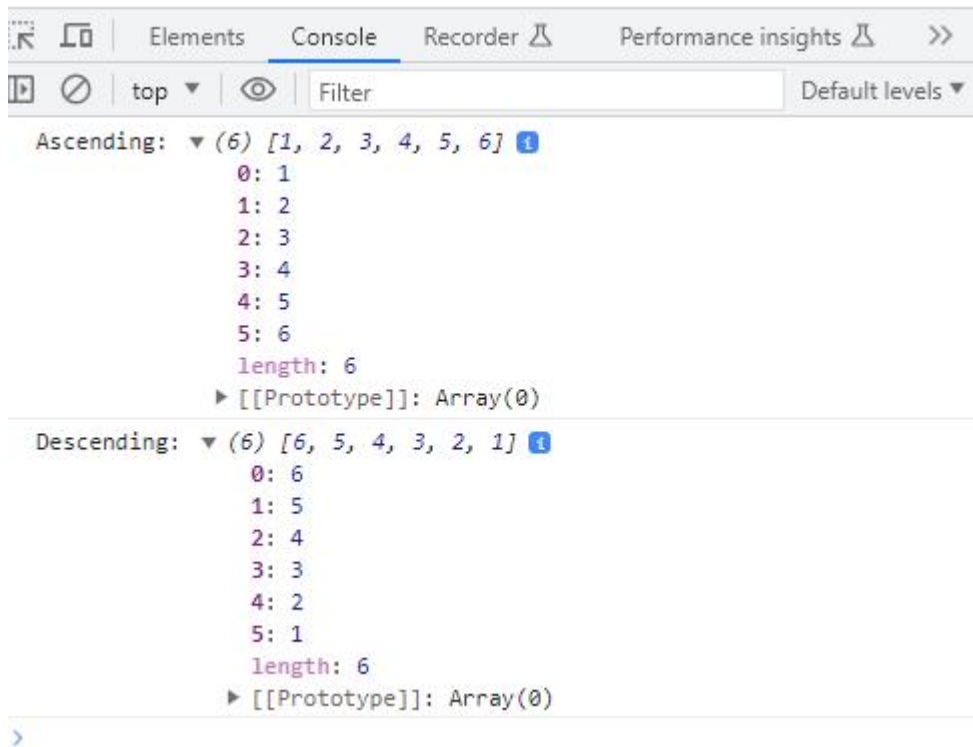 Elements Console Recorder Performance insights
top Filter Default levels
Ascending: (6) [1, 2, 3, 4, 5, 6] i
0: 1
1: 2
2: 3
3: 4
4: 5
5: 6
length: 6
[[Prototype]]: Array(0)
Descending: (6) [6, 5, 4, 3, 2, 1] i
0: 6
1: 5
2: 4
3: 3
4: 2
5: 1
length: 6
[[Prototype]]: Array(0)